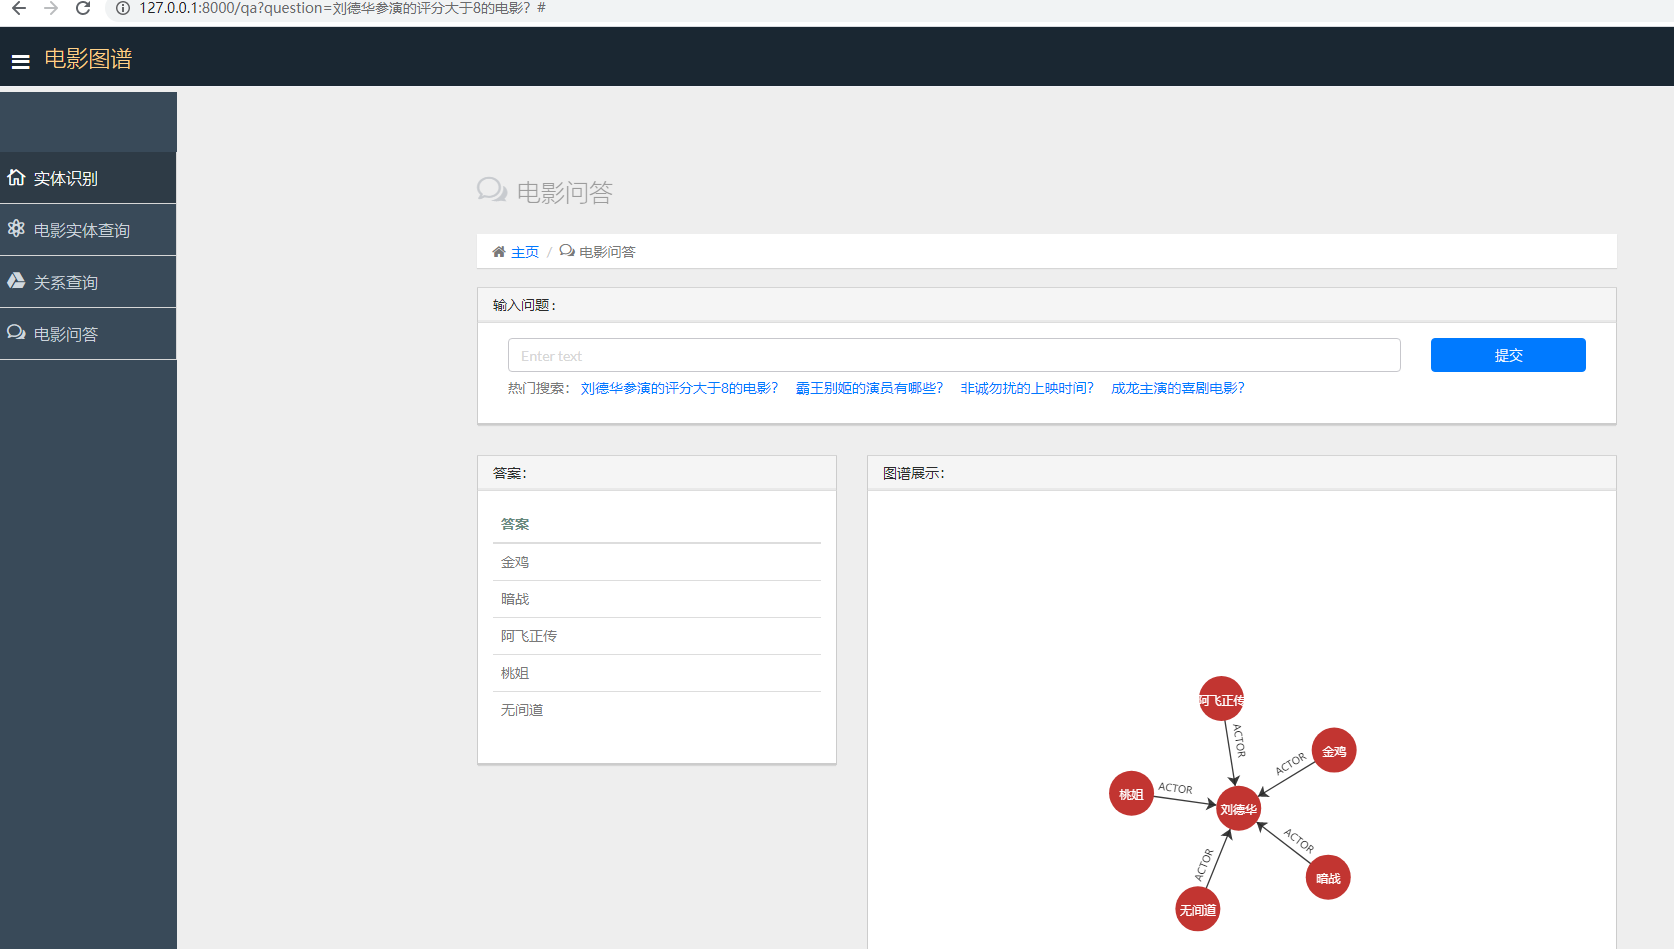 127.0.0.1:8000/qa?question=刘德华参演的评分大于8的电影？#
电影图谱
实体识别
电影实体查询
关系查询
电影问答
电影问答
主页 / 电影问答
输入问题：
Enter text
提交
热门搜索： 刘德华参演的评分大于8的电影？ 霸王别姬的演员有哪些？ 非诚勿扰的上映时间？ 成龙主演的喜剧电影？
答案：
答案
金鸡
暗战
阿飞正传
桃姐
无间道
图谱展示：
阿飞正传
ACTOR
金鸡
ACTOR
桃姐
ACTOR
刘德华
ACTOR
暗战
ACTOR
无间道